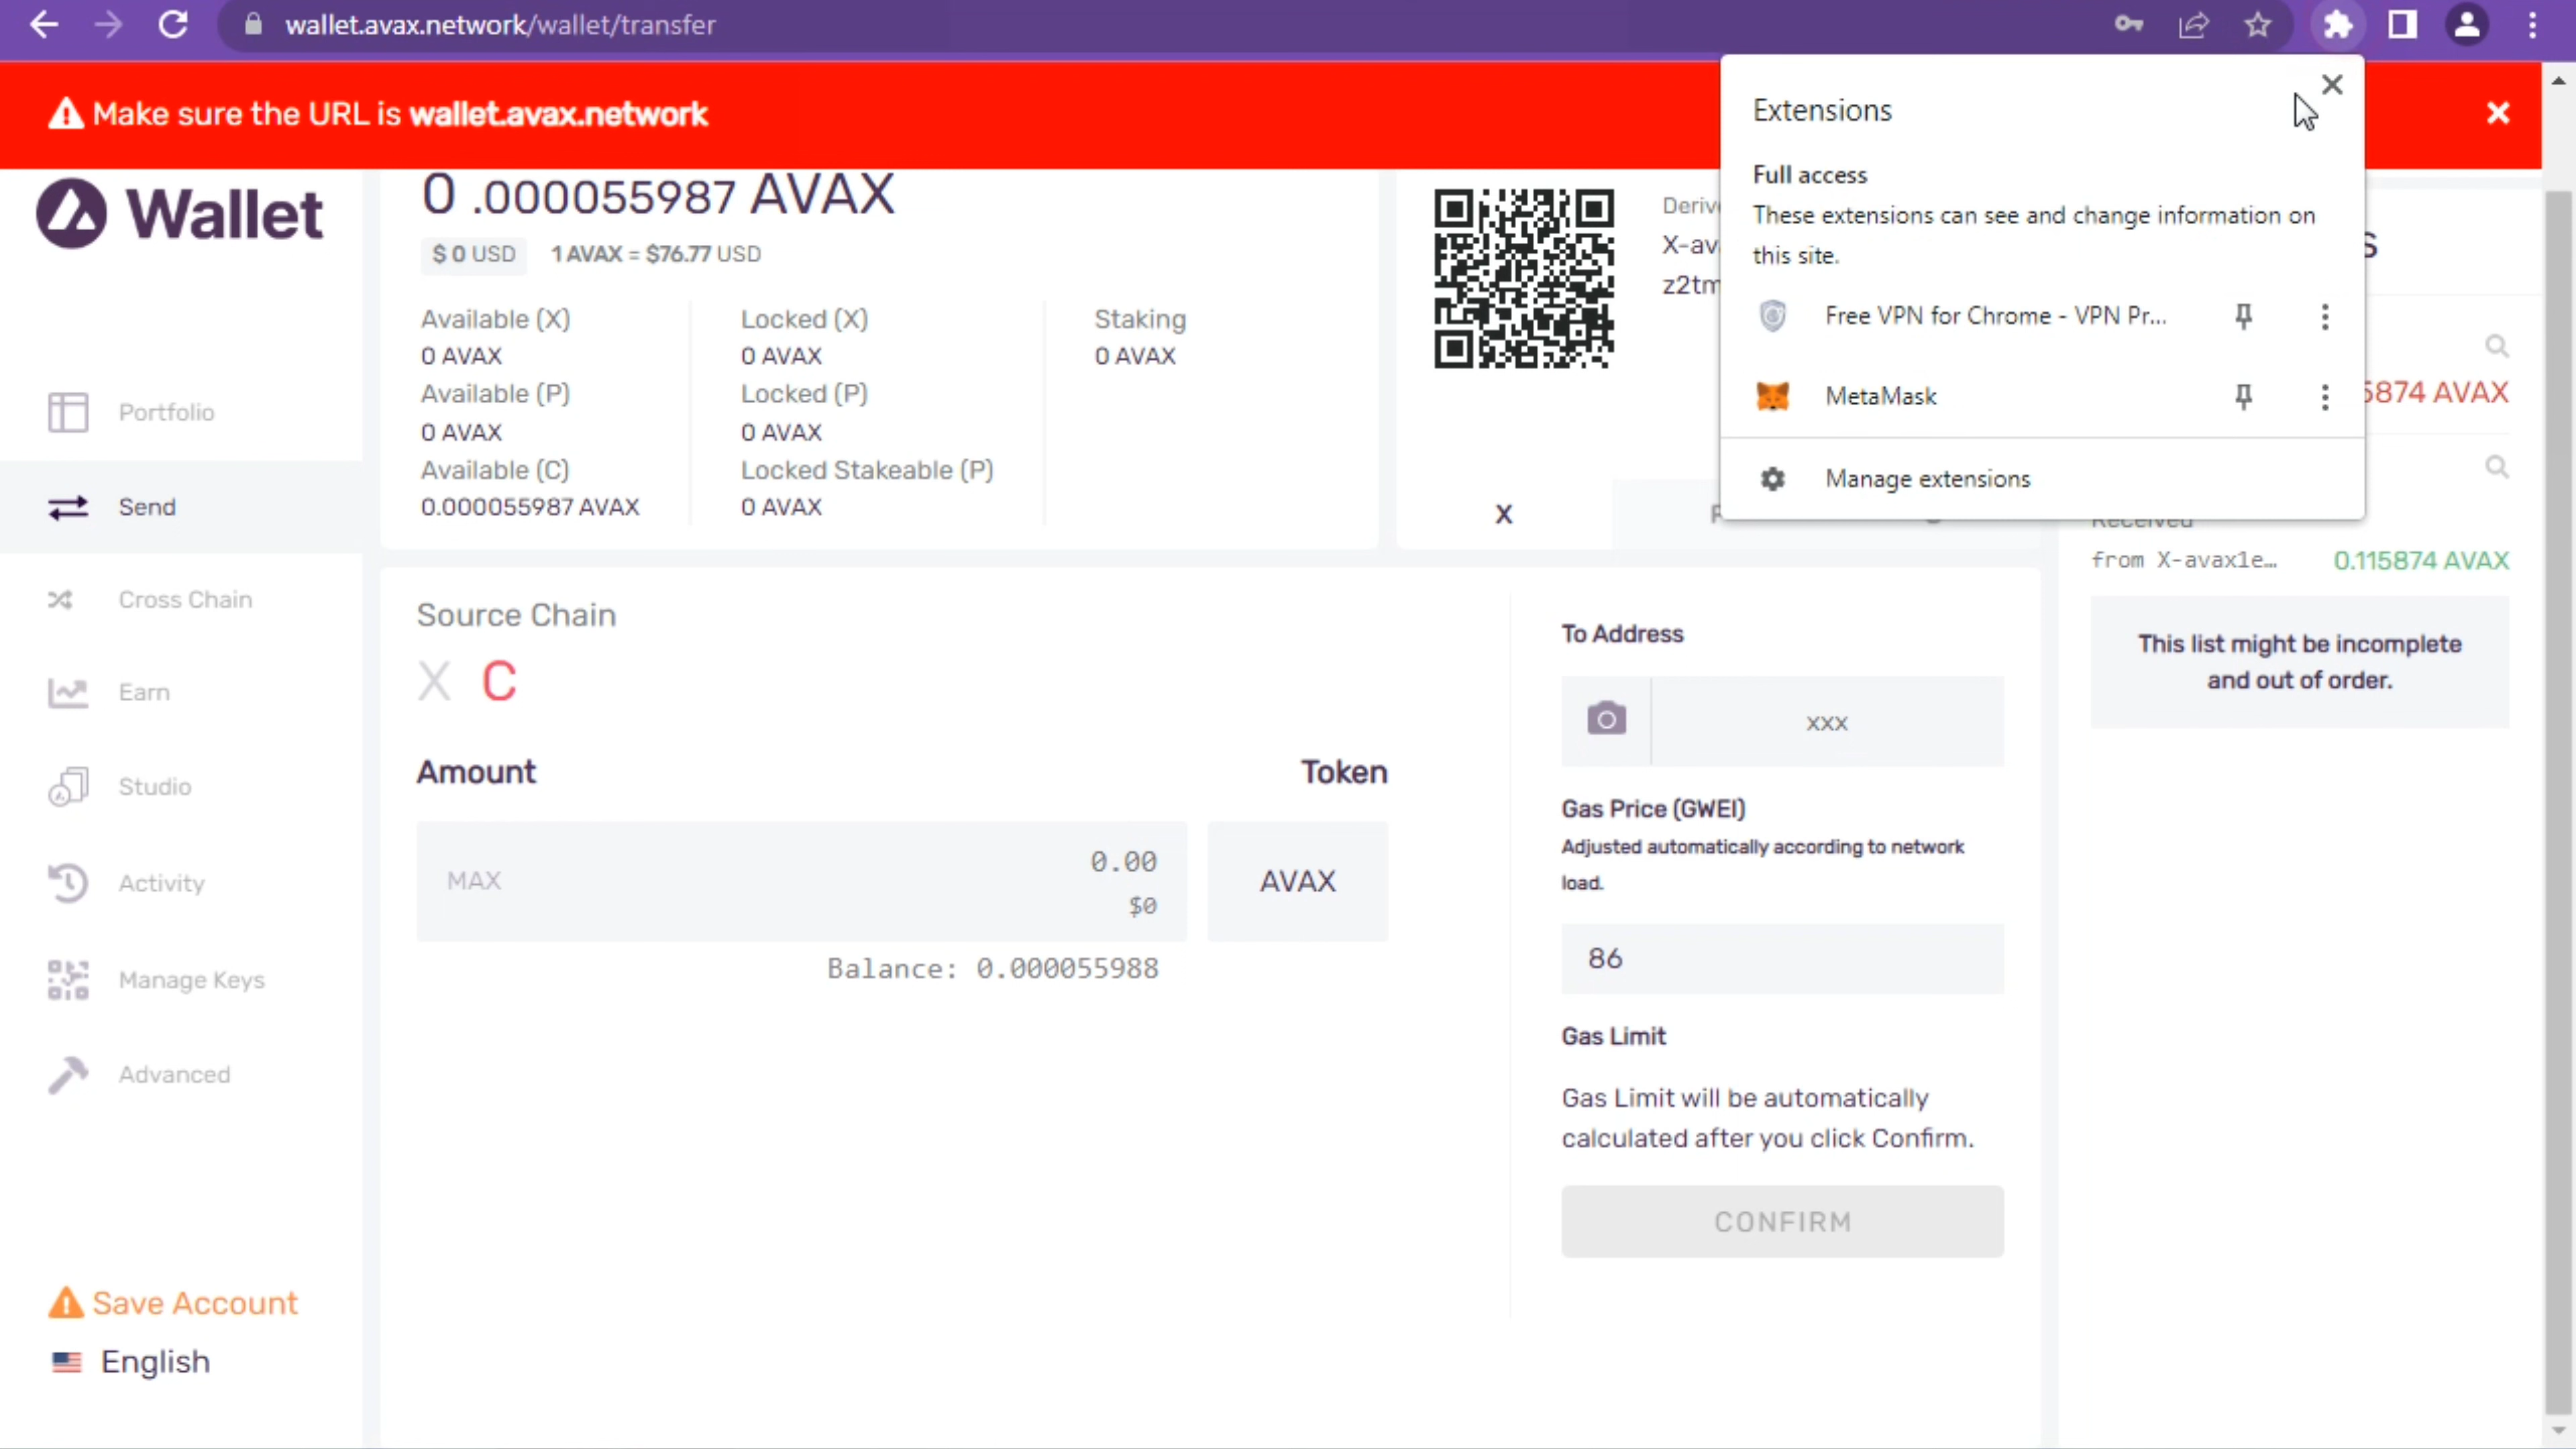 wallet.avax.network/wallet/transfer
Make sure the URL is wallet.avax.network
Extensions
Full access
These extensions can see and change information on
this site.
Free VPN for Chrome - VPN Pr...
MetaMask
Manage extensions
Wallet
Portfolio
Send
Cross Chain
Earn
Studio
Activity
Manage Keys
Advanced
Save Account
English
0 .000055987 AVAX
$ 0 USD 1 AVAX = $76.77 USD
Available (X)
0 AVAX
Available (P)
0 AVAX
Available (C)
0.000055987 AVAX
Locked (X)
0 AVAX
Locked (P)
0 AVAX
Locked Stakeable (P)
0 AVAX
Staking
0 AVAX
X
5874 AVAX
Received
from X-avax1e… 0.115874 AVAX
This list might be incomplete
and out of order.
Source Chain
X C
Amount Token
MAX 0.00
$0
AVAX
Balance: 0.000055988
To Address
xxx
Gas Price (GWEI)
Adjusted automatically according to network
load.
86
Gas Limit
Gas Limit will be automatically
calculated after you click Confirm.
CONFIRM